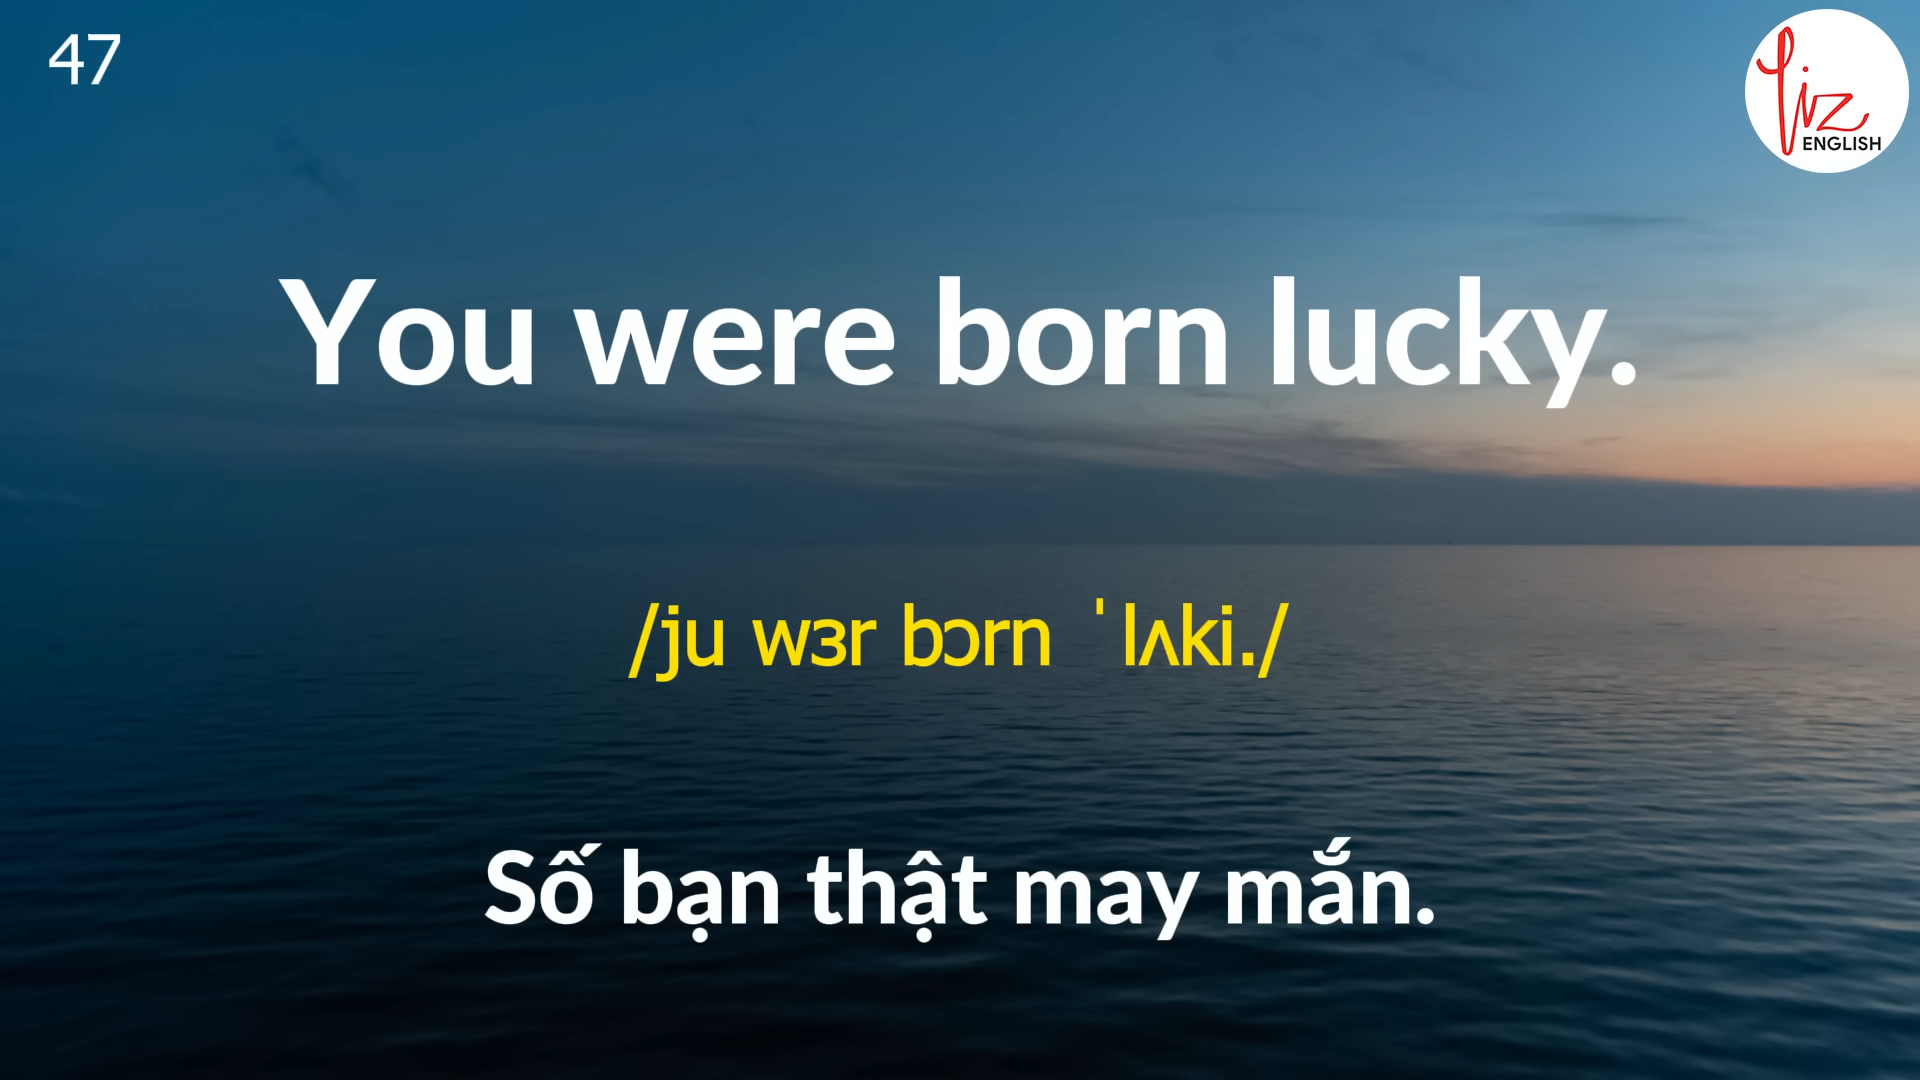 47
Liz
ENGLISH
You were born lucky.
/ju wɜr bɔrn ˈlʌki./
Số bạn thật may mắn.